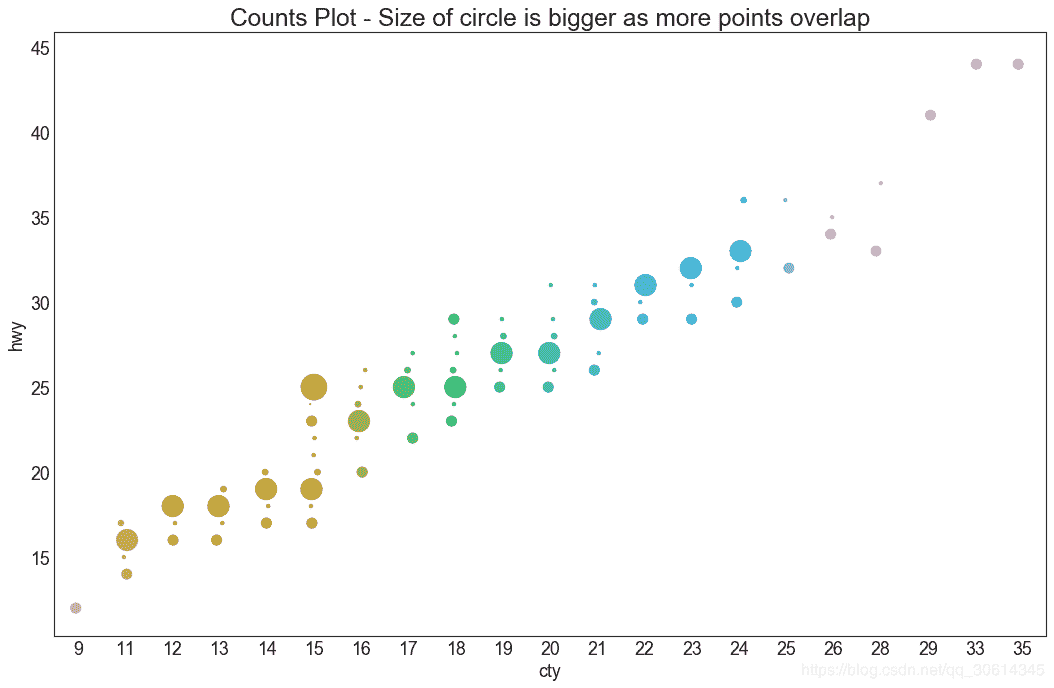 Counts Plot - Size of circle is bigger as more points overlap
45
40
35
30
25
20
15
hwy
9 11 12 13 14 15 16 17 18 19 20 21 22 23 24 25 26 28 29 33 35
cty
https://blog.csdn.net/qq_30614345